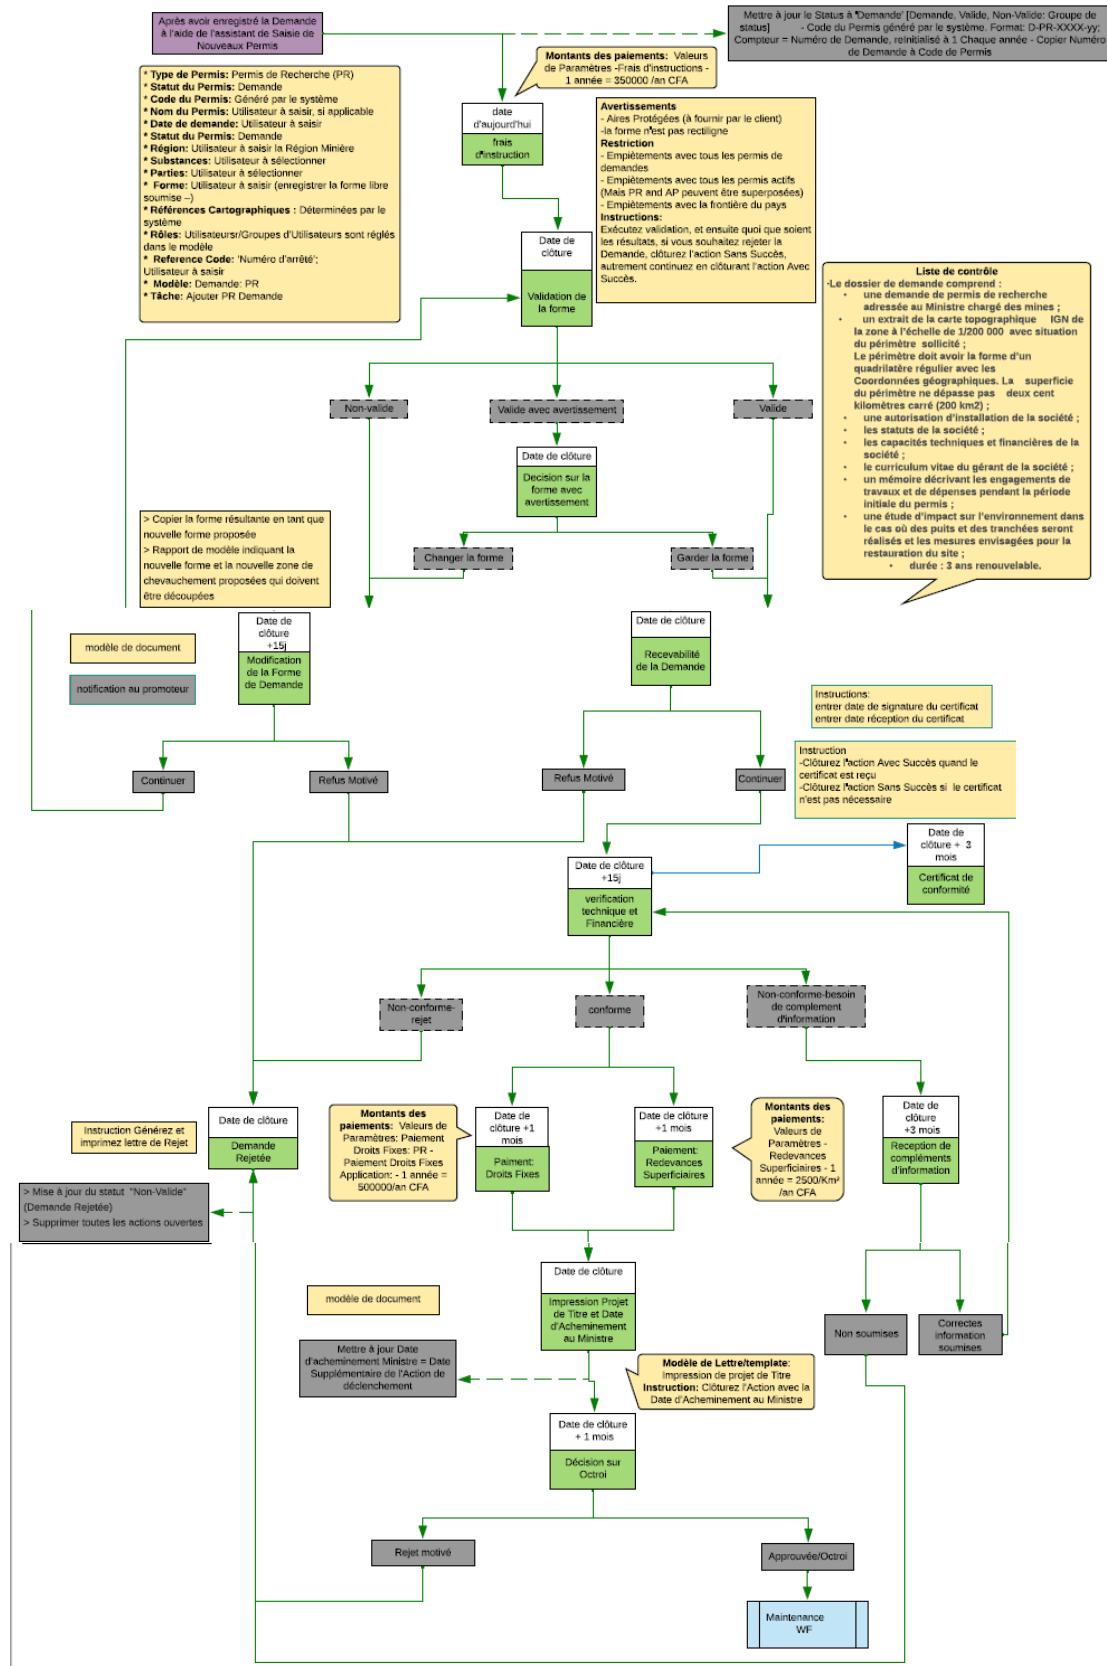 Après avoir enregistré la Demande
à l'aide de l'assistant de Saisie de
Nouveaux Permis
Mettre à jour le Status à 'Demande' [Demande, Valide, Non-Valide: Groupe de
status] - Code du Permis généré par le système. Format: D-PR-XXXX-yy;
Compteur = Numéro de Demande, reInitialisé à 1 Chaque année - Copier Numéro
de Demande à Code de Permis
Montants des paiements: Valeurs
de Paramètres -Frais d'instructions -
1 année = 350000 /an CFA
* Type de Permis: Permis de Recherche (PR)
* Statut du Permis: Demande
* Code du Permis: Généré par le système
* Nom du Permis: Utilisateur à saisir, si applicable
* Date de demande: Utilisateur à saisir
* Statut du Permis: Demande
* Région: Utilisateur à saisir la Région Minière
* Substances: Utilisateur à sélectionner
* Parties: Utilisateur à sélectionner
* Forme: Utilisateur à saisir (enregistrer la forme libre
soumise –)
* Références Cartographiques : Déterminées par le
système
* Rôles: Utilisateursr/Groupes d'Utilisateurs sont réglés
dans le modèle
* Reference Code: 'Numéro d'arrêté';
Utilisateur à saisir
* Modèle: Demande: PR
* Tâche: Ajouter PR Demande
date
d'aujourd'hui
frais
d'instruction
Avertissements
- Aires Protégées (à fournir par le client)
-la forme n'est pas rectiligne
Restriction
- Empiètements avec tous les permis de
demandes
- Empiètements avec tous les permis actifs
(Mais PR and AP peuvent être superposées)
- Empiètements avec la frontière du pays
Instructions:
Exécutez validation, et ensuite quoi que soient
les résultats, si vous souhaitez rejeter la
Demande, clôturez l'action Sans Succès,
autrement continuez en clôturant l'action Avec
Succès.
Date de
clôture
Validation de
la forme
Liste de contrôle
-Le dossier de demande comprend :
• une demande de permis de recherche
adressée au Ministre chargé des mines ;
• un extrait de la carte topographique IGN de
la zone à l'échelle de 1/200 000 avec situation
du périmètre sollicité ;
Le périmètre doit avoir la forme d'un
quadrilatère régulier avec les
Coordonnées géographiques. La superficie
du périmètre ne dépasse pas deux cent
kilomètres carré (200 km2) ;
• une autorisation d'installation de la société ;
• les statuts de la société ;
• les capacités techniques et financières de la
société ;
• le curriculum vitae du gérant de la société ;
• un mémoire décrivant les engagements de
travaux et de dépenses pendant la période
initiale du permis ;
• une étude d'impact sur l'environnement dans
le cas où des puits et des tranchées seront
réalisés et les mesures envisagées pour la
restauration du site ;
• durée : 3 ans renouvelable.
Non-valide
Valide avec avertissement
Valide
Date de clôture
Decision sur la
forme avec
avertissement
> Copier la forme résultante en tant que
nouvelle forme proposée
> Rapport de modèle indiquant la
nouvelle forme et la nouvelle zone de
chevauchement proposées qui doivent
être découpées
Changer la forme
Garder la forme
modèle de document
notification au promoteur
Date de
clôture
+15j
Modification
de la Forme
de Demande
Date de clôture
Recevabilité
de la Demande
Instructions:
entrer date de signature du certificat
entrer date réception du certificat
Continuer
Refus Motivé
Refus Motivé
Continuer
Instruction
-Clôturez l'action Avec Succès quand le
certificat est reçu
-Clôturez l'action Sans Succès si le certificat
n'est pas nécessaire
Date de clôture
+15j
verification
technique et
Financière
Date de
clôture + 3
mois
Certificat de
conformité
Non-conforme-
rejet
conforme
Non-conforme-besoin
de complement
d'information
Instruction Générez et
imprimez lettre de Rejet
Date de clôture
Demande
Rejetée
Montants des
paiements: Valeurs de
Paramètres: Paiement
Droits Fixes: PR -
Paiement Droits Fixes
Application: - 1 année =
500000/an CFA
Date de
clôture +1
mois
Paiment:
Droits Fixes
Date de clôture
+1 mois
Paiement:
Redevances
Superficiaires
Montants des
paiements:
Valeurs de
Paramètres -
Redevances
Superficiaires - 1
année = 2500/Km²
/an CFA
Date de
clôture
+3 mois
Reception de
compléments
d'information
> Mise à jour du statut "Non-Valide"
(Demande Rejetée)
> Supprimer toutes les actions ouvertes
modèle de document
Date de clôture
Impression Projet
de Titre et Date
d'Acheminement
au Ministre
Non soumises
Correctes
information
soumises
Mettre à jour Date
d'acheminement Ministre = Date
Supplémentaire de l'Action de
déclenchement
Modèle de Lettre/template:
Impression de projet de Titre
Instruction: Clôturez l'Action avec la
Date d'Acheminement au Ministre
Date de clôture
+ 1 mois
Décision sur
Octroi
Rejet motivé
Approuvée/Octroi
Maintenance
WF